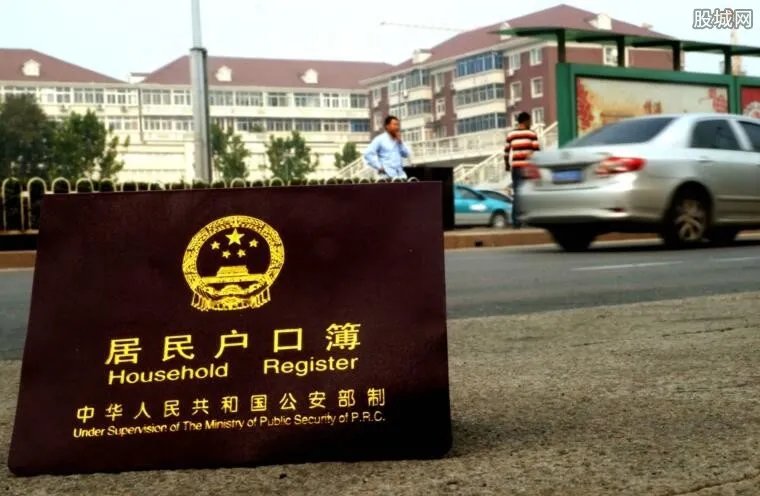 股城网
居民户口簿
Household Register
中华人民共和国公安部制
Under Supervision of The Ministry of Public Security of P.R.C.